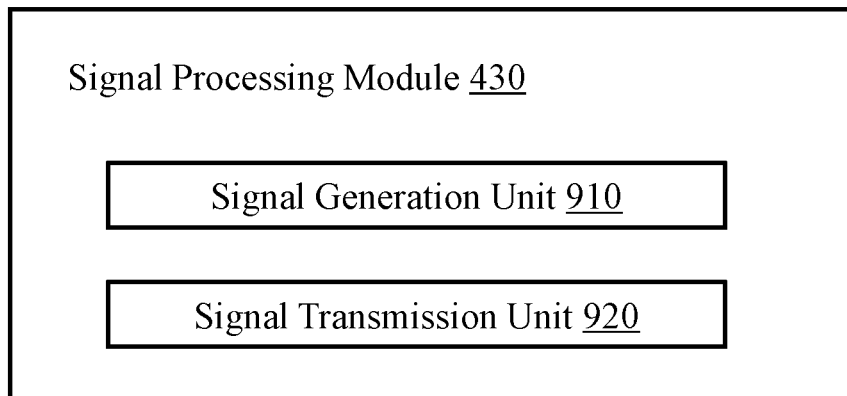 Signal Processing Module 430
Signal Generation Unit 910
Signal Transmission Unit 920